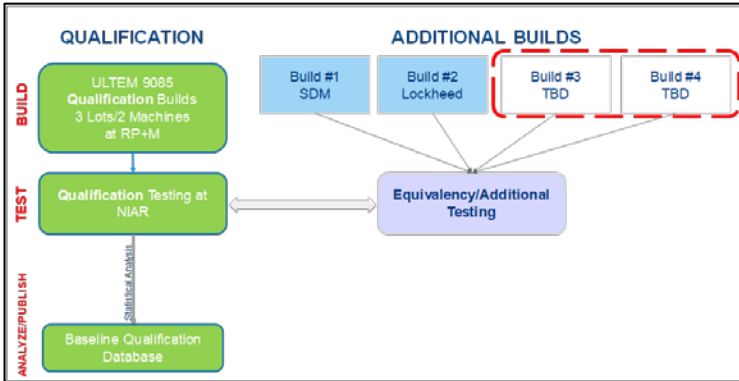 QUALIFICATION
ADDITIONAL BUILDS
BUILD
ULTEM 9085
Qualification Builds
3 Lots/2 Machines
at RP+M
Build #1
SDM
Build #2
Lockheed
Build #3
TBD
Build #4
TBD
TEST
Qualification Testing at
NIAR
Equivalency/Additional
Testing
ANALYZE/PUBLISH
Statistical Analysis
Baseline Qualification
Database